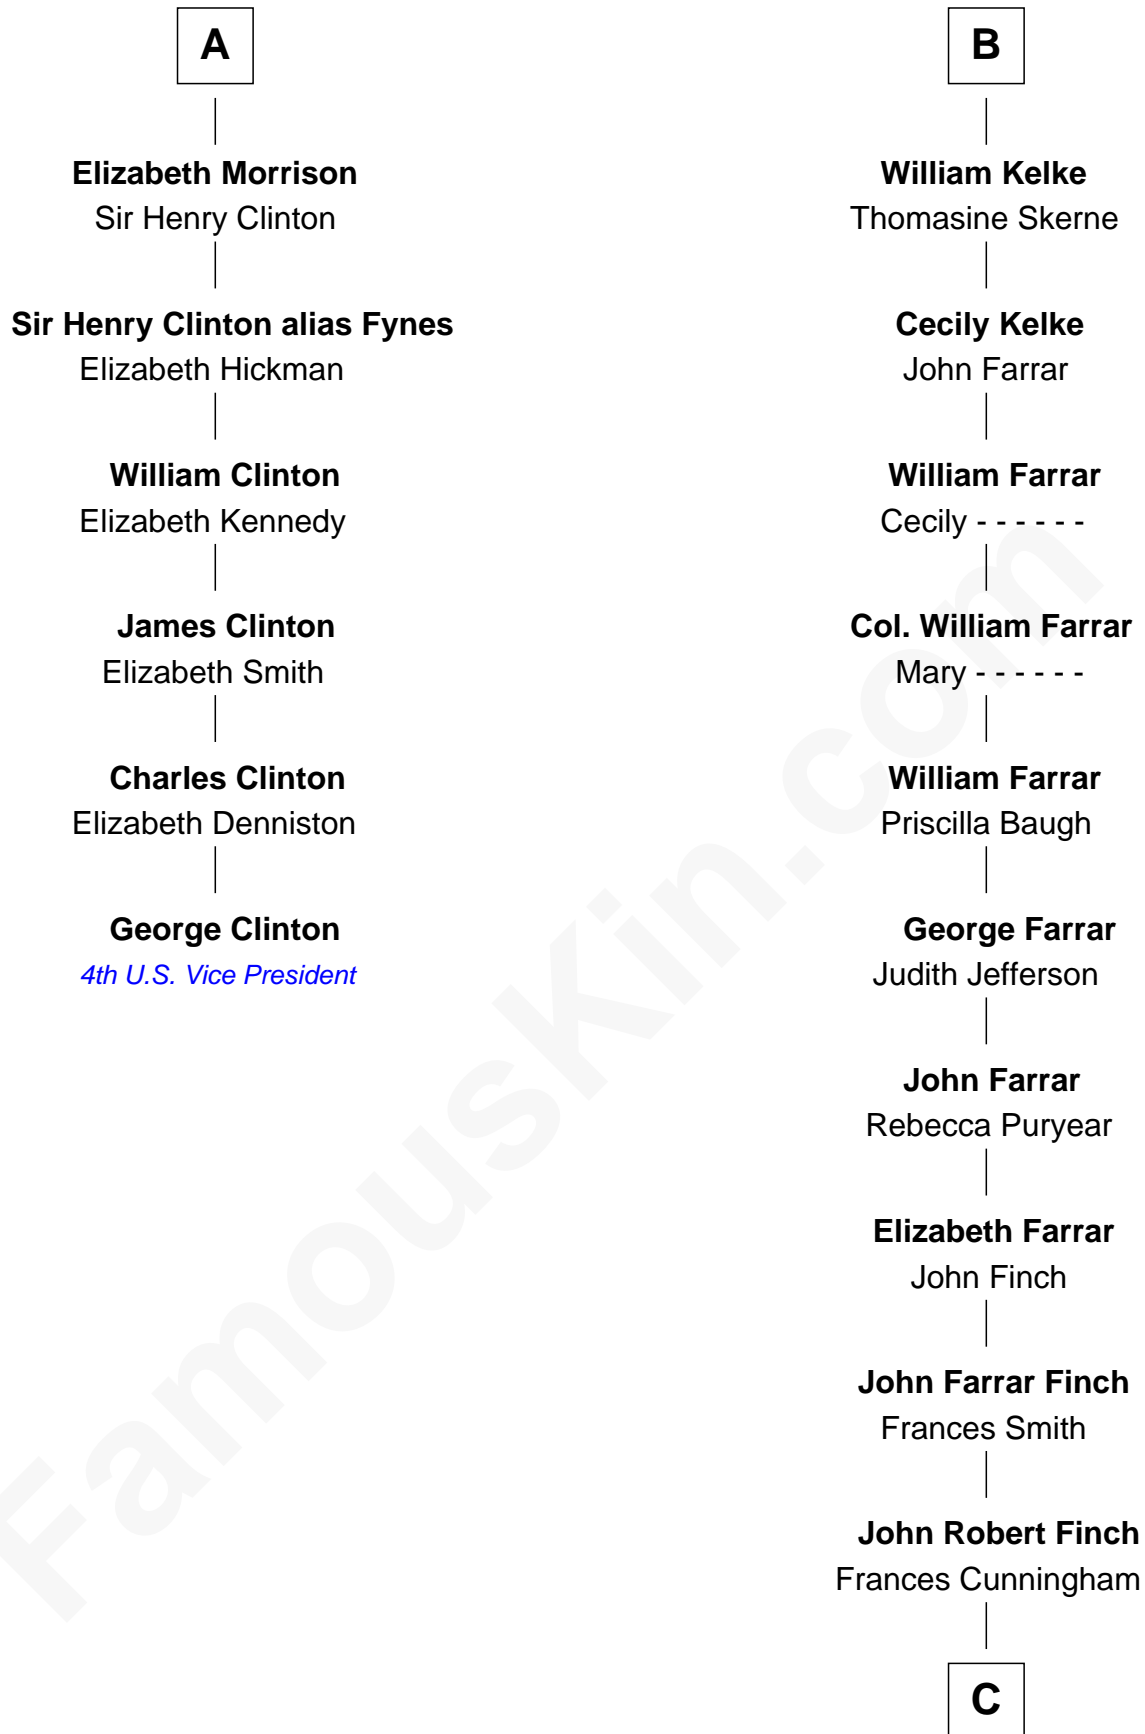 A
Elizabeth Morrison
Sir Henry Clinton
Sir Henry Clinton alias Fynes
Elizabeth Hickman
William Clinton
Elizabeth Kennedy
James Clinton
Elizabeth Smith
Charles Clinton
Elizabeth Denniston
George Clinton
4th U.S. Vice President
B
William Kelke
Thomasine Skerne
Cecily Kelke
John Farrar
William Farrar
Cecily - - - - - -
Col. William Farrar
Mary - - - - - -
William Farrar
Priscilla Baugh
George Farrar
Judith Jefferson
John Farrar
Rebecca Puryear
Elizabeth Farrar
John Finch
John Farrar Finch
Frances Smith
John Robert Finch
Frances Cunningham
C
FamousKin.com